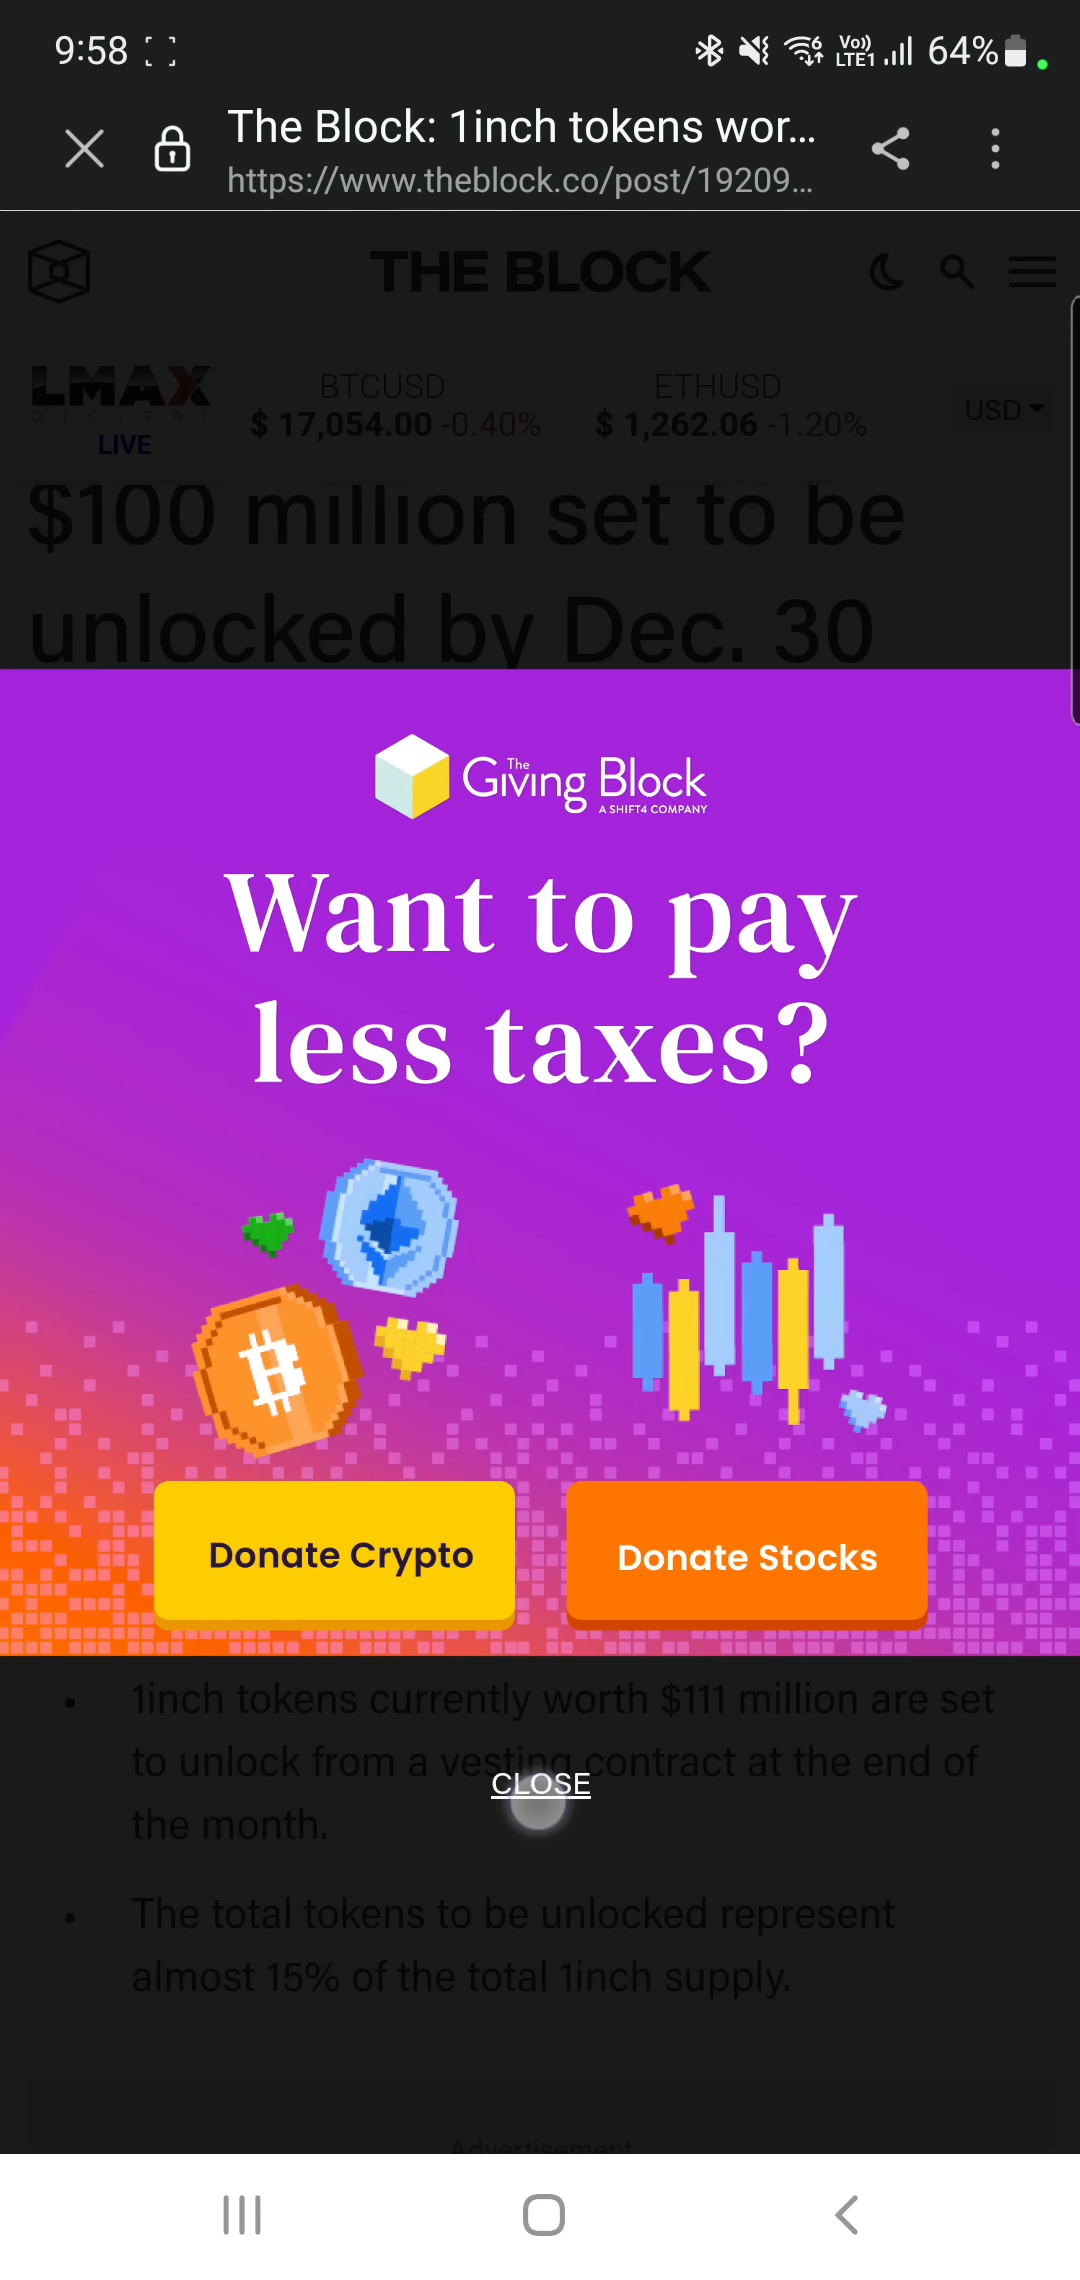 9:58
Vo)) LTE1 64%
The Block: 1inch tokens wor...
https://www.theblock.co/post/19209...
THE BLOCK
LMAX
DIGITAL
LIVE
BTCUSD
$ 17,054.00 -0.40%
ETHUSD
$ 1,262.06 -1.20%
USD
$100 million set to be
unlocked by Dec. 30
The Giving Block
A SHIFT4 COMPANY
Want to pay
less taxes?
Donate Crypto
Donate Stocks
1inch tokens currently worth $111 million are set
to unlock from a vesting contract at the end of
the month.
CLOSE
The total tokens to be unlocked represent
almost 15% of the total 1inch supply.
Advertisement